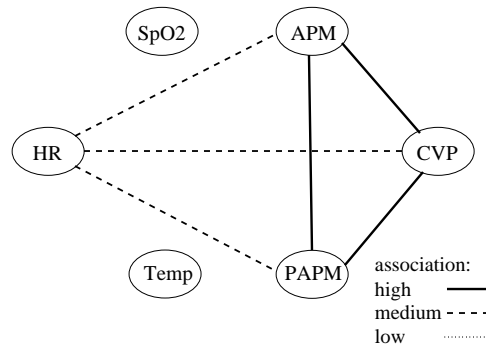 SpO2
APM
HR
CVP
Temp
PAPM
association:
high
medium
low